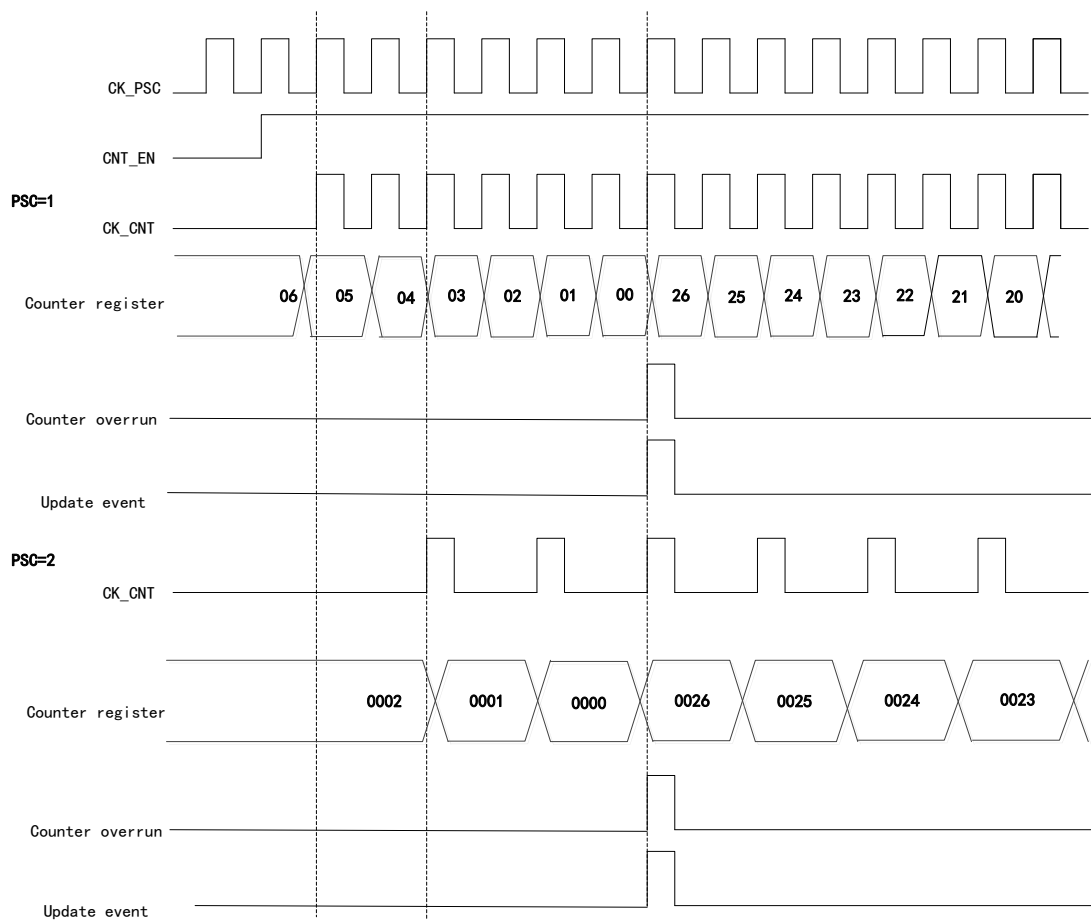 CK_PSC
CNT_EN
PSC=1
CK_CNT
Counter register 06 05 04 03 02 01 00 26 25 24 23 22 21 20
Counter overrun
Update event
PSC=2
CK_CNT
Counter register 0002 0001 0000 0026 0025 0024 0023
Counter overrun
Update event